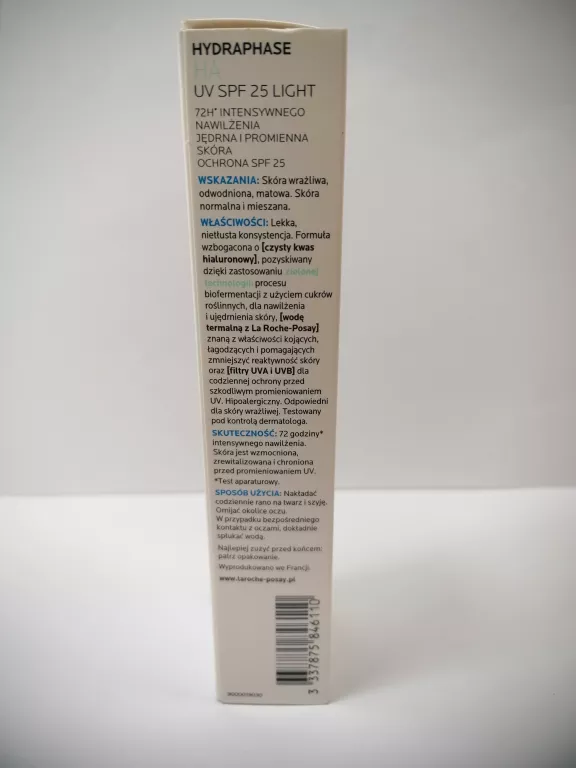 HYDRAPHASE
HA
UV SPF 25 LIGHT
72H* INTENSYWNEGO
NAWILŻENIA
JĘDRNA I PROMIENNA
SKÓRA
OCHRONA SPF 25
WSKAZANIA: Skóra wrażliwa,
odwodniona, matowa. Skóra
normalna i mieszana.
WŁAŚCIWOŚCI: Lekka,
nietłusta konsystencja. Formuła
wzbogacona o [czysty kwas
hialuronowy], pozyskiwany
dzięki zastosowaniu zielonej
technologii: procesu
biofermentacji z użyciem cukrów
roślinnych, dla nawilżenia
i ujędrnienia skóry, [wodę
termalną z La Roche-Posay]
znaną z właściwości kojących,
łagodzących i pomagających
zmniejszyć reaktywność skóry
oraz [filtry UVA i UVB] dla
codziennej ochrony przed
szkodliwym promieniowaniem
UV. Hipoalergiczny. Odpowiedni
dla skóry wrażliwej. Testowany
pod kontrolą dermatologa.
SKUTECZNOŚĆ: 72 godziny*
intensywnego nawilżenia.
Skóra jest wzmocniona,
zrewitalizowana i chroniona
przed promieniowaniem UV.
*Test aparaturowy.
SPOSÓB UŻYCIA: Nakładać
codziennie rano na twarz i szyję.
Omijać okolice oczu.
W przypadku bezpośredniego
kontaktu z oczami, dokładnie
spłukać wodą.
Najlepiej zużyć przed końcem:
patrz opakowanie.
Wyprodukowano we Francji.
www.laroche-posay.pl
3 337875 846110